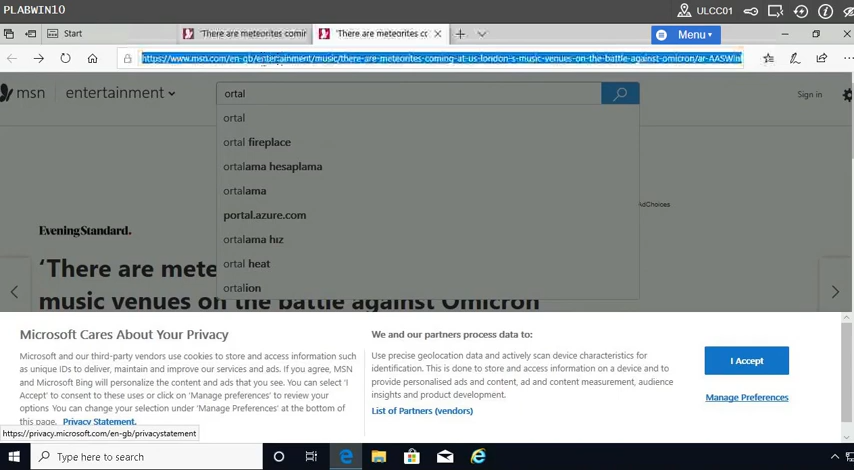 PLABWIN10
ULCC01
Start
'There are meteorites comir
'There are meteorites cc
Menu
https://www.msn.com/en-gb/entertainment/music/there-are-meteorites-coming-at-us-london-s-music-venues-on-the-battle-against-omicron/ar-AASWlnl
msn
entertainment
ortal
Sign in
ortal
ortal fireplace
ortalama hesaplama
ortalama
portal.azure.com
ortalama hız
ortal heat
ortalion
AdChoices
EveningStandard.
'There are mete
music venues on the battle against Omicron
Microsoft Cares About Your Privacy
Microsoft and our third-party vendors use cookies to store and access information such
as unique IDs to deliver, maintain and improve our services and ads. If you agree, MSN
and Microsoft Bing will personalize the content and ads that you see. You can select 'I
Accept' to consent to these uses or click on 'Manage preferences' to review your
options. You can change your selection under 'Manage Preferences' at the bottom of
this page. Privacy Statement.
We and our partners process data to:
Use precise geolocation data and actively scan device characteristics for
identification. This is done to store and access information on a device and to
provide personalised ads and content, ad and content measurement, audience
insights and product development.
List of Partners (vendors)
I Accept
Manage Preferences
https://privacy.microsoft.com/en-gb/privacystatement
Type here to search